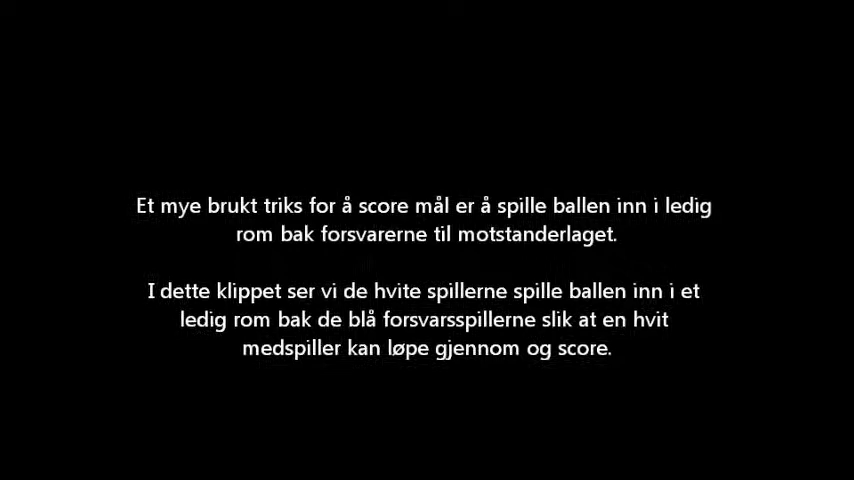 Et mye brukt triks for å score mål er å spille ballen inn i ledig
rom bak forsvarerne til motstanderlaget.
I dette klippet ser vi de hvite spillerne spille ballen inn i et
ledig rom bak de blå forsvarsspillerne slik at en hvit
medspiller kan løpe gjennom og score.